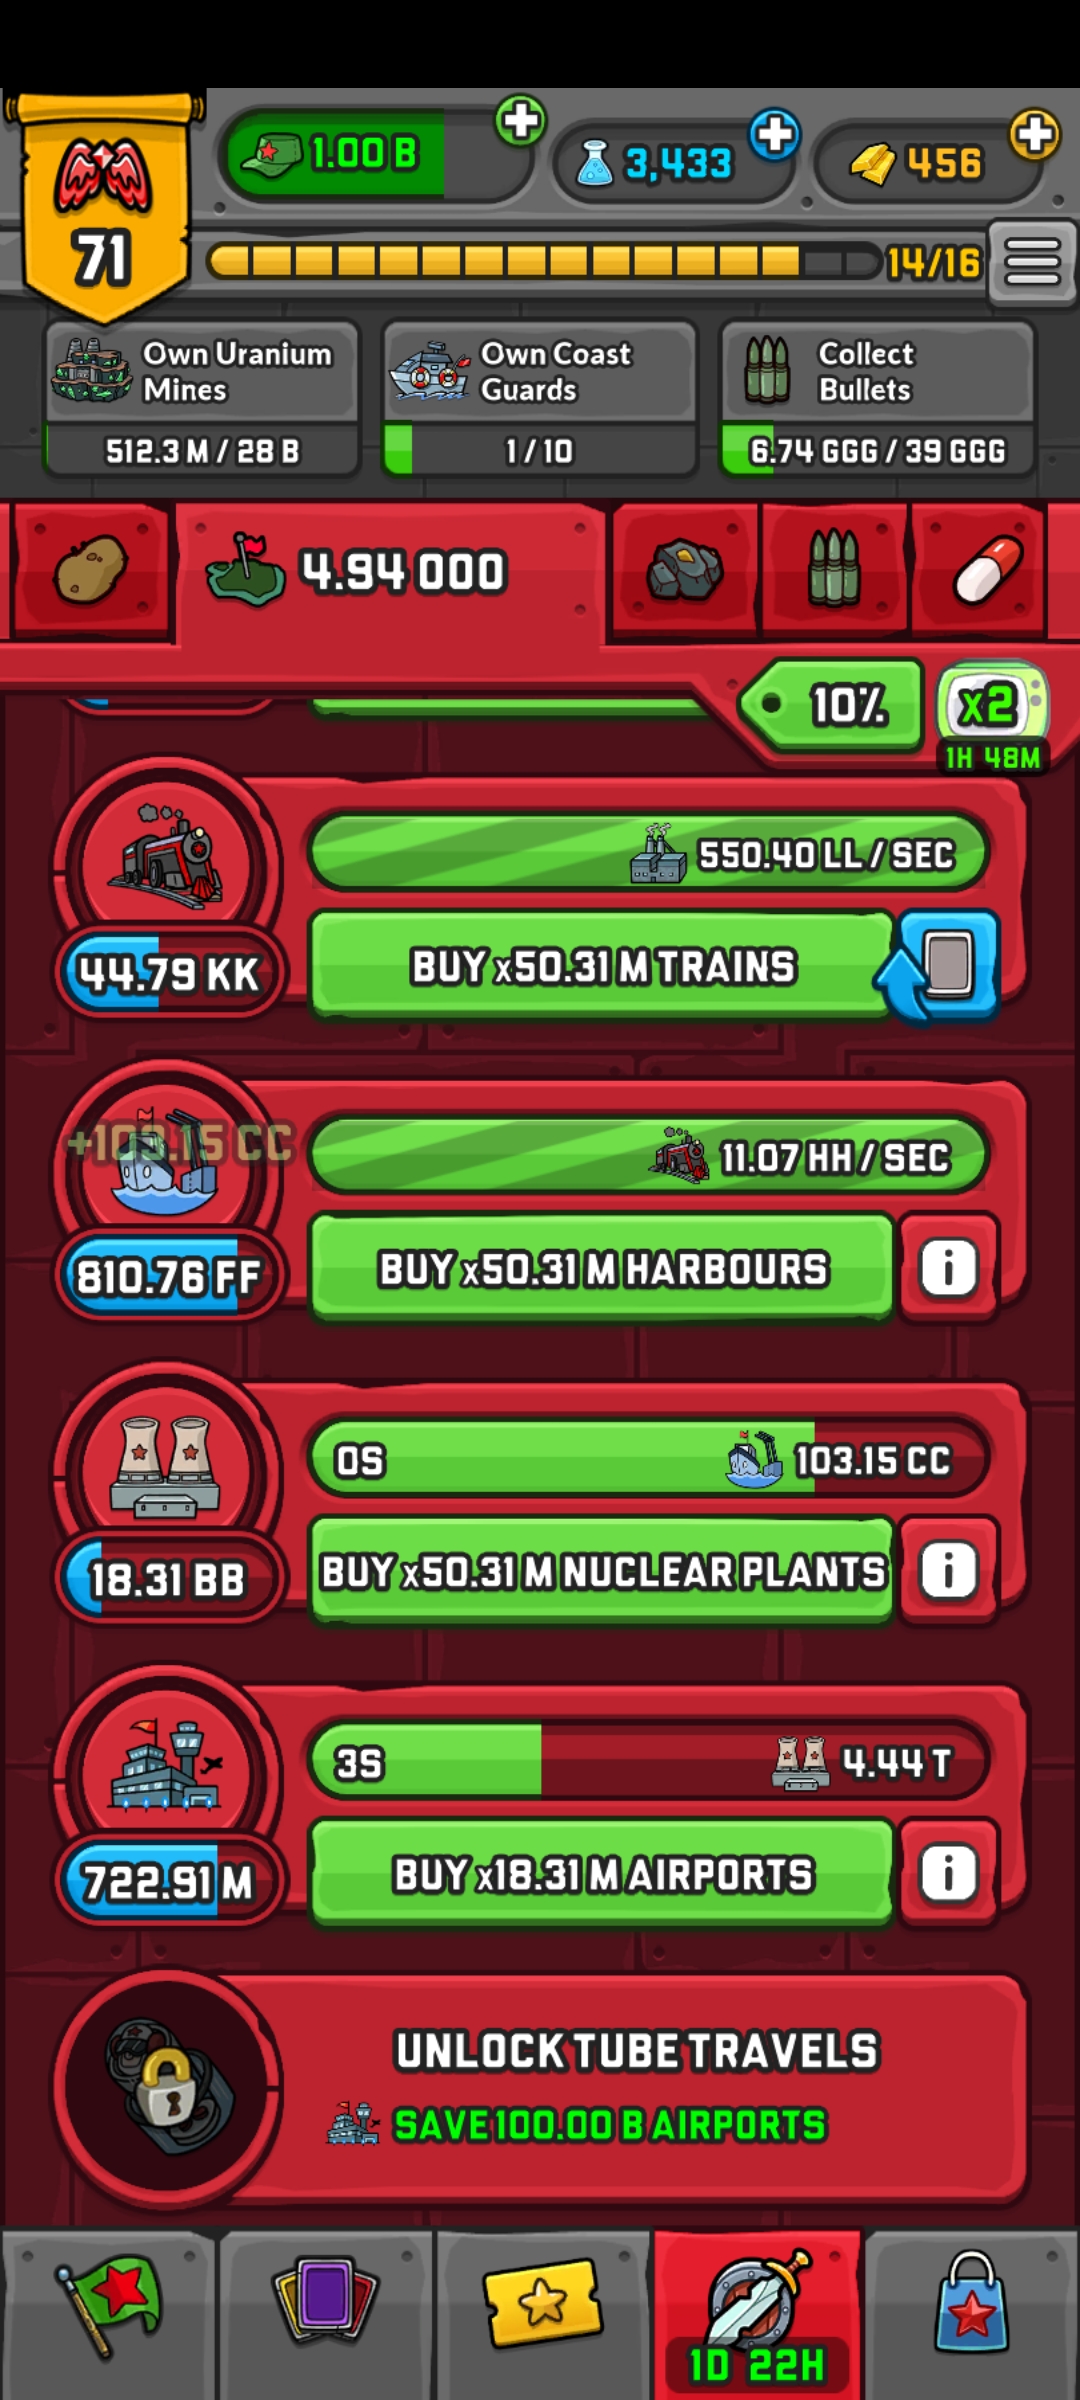 1.00 B
3,433
456
71
14/16
Own Uranium
Mines
512.3 M / 28 B
Own Coast
Guards
1 / 10
Collect
Bullets
6.74 GGG / 39 GGG
4.94 OOO
10%
x2
1H 48M
550.40 LL / SEC
44.79 KK
BUY x50.31 M TRAINS
+103.15 CC
11.07 HH / SEC
810.76 FF
BUY x50.31 M HARBOURS
i
0S
103.15 CC
18.31 BB
BUY x50.31 M NUCLEAR PLANTS
i
3S
4.44 T
722.91 M
BUY x18.31 M AIRPORTS
i
UNLOCK TUBE TRAVELS
SAVE 100.00 B AIRPORTS
1D 22H